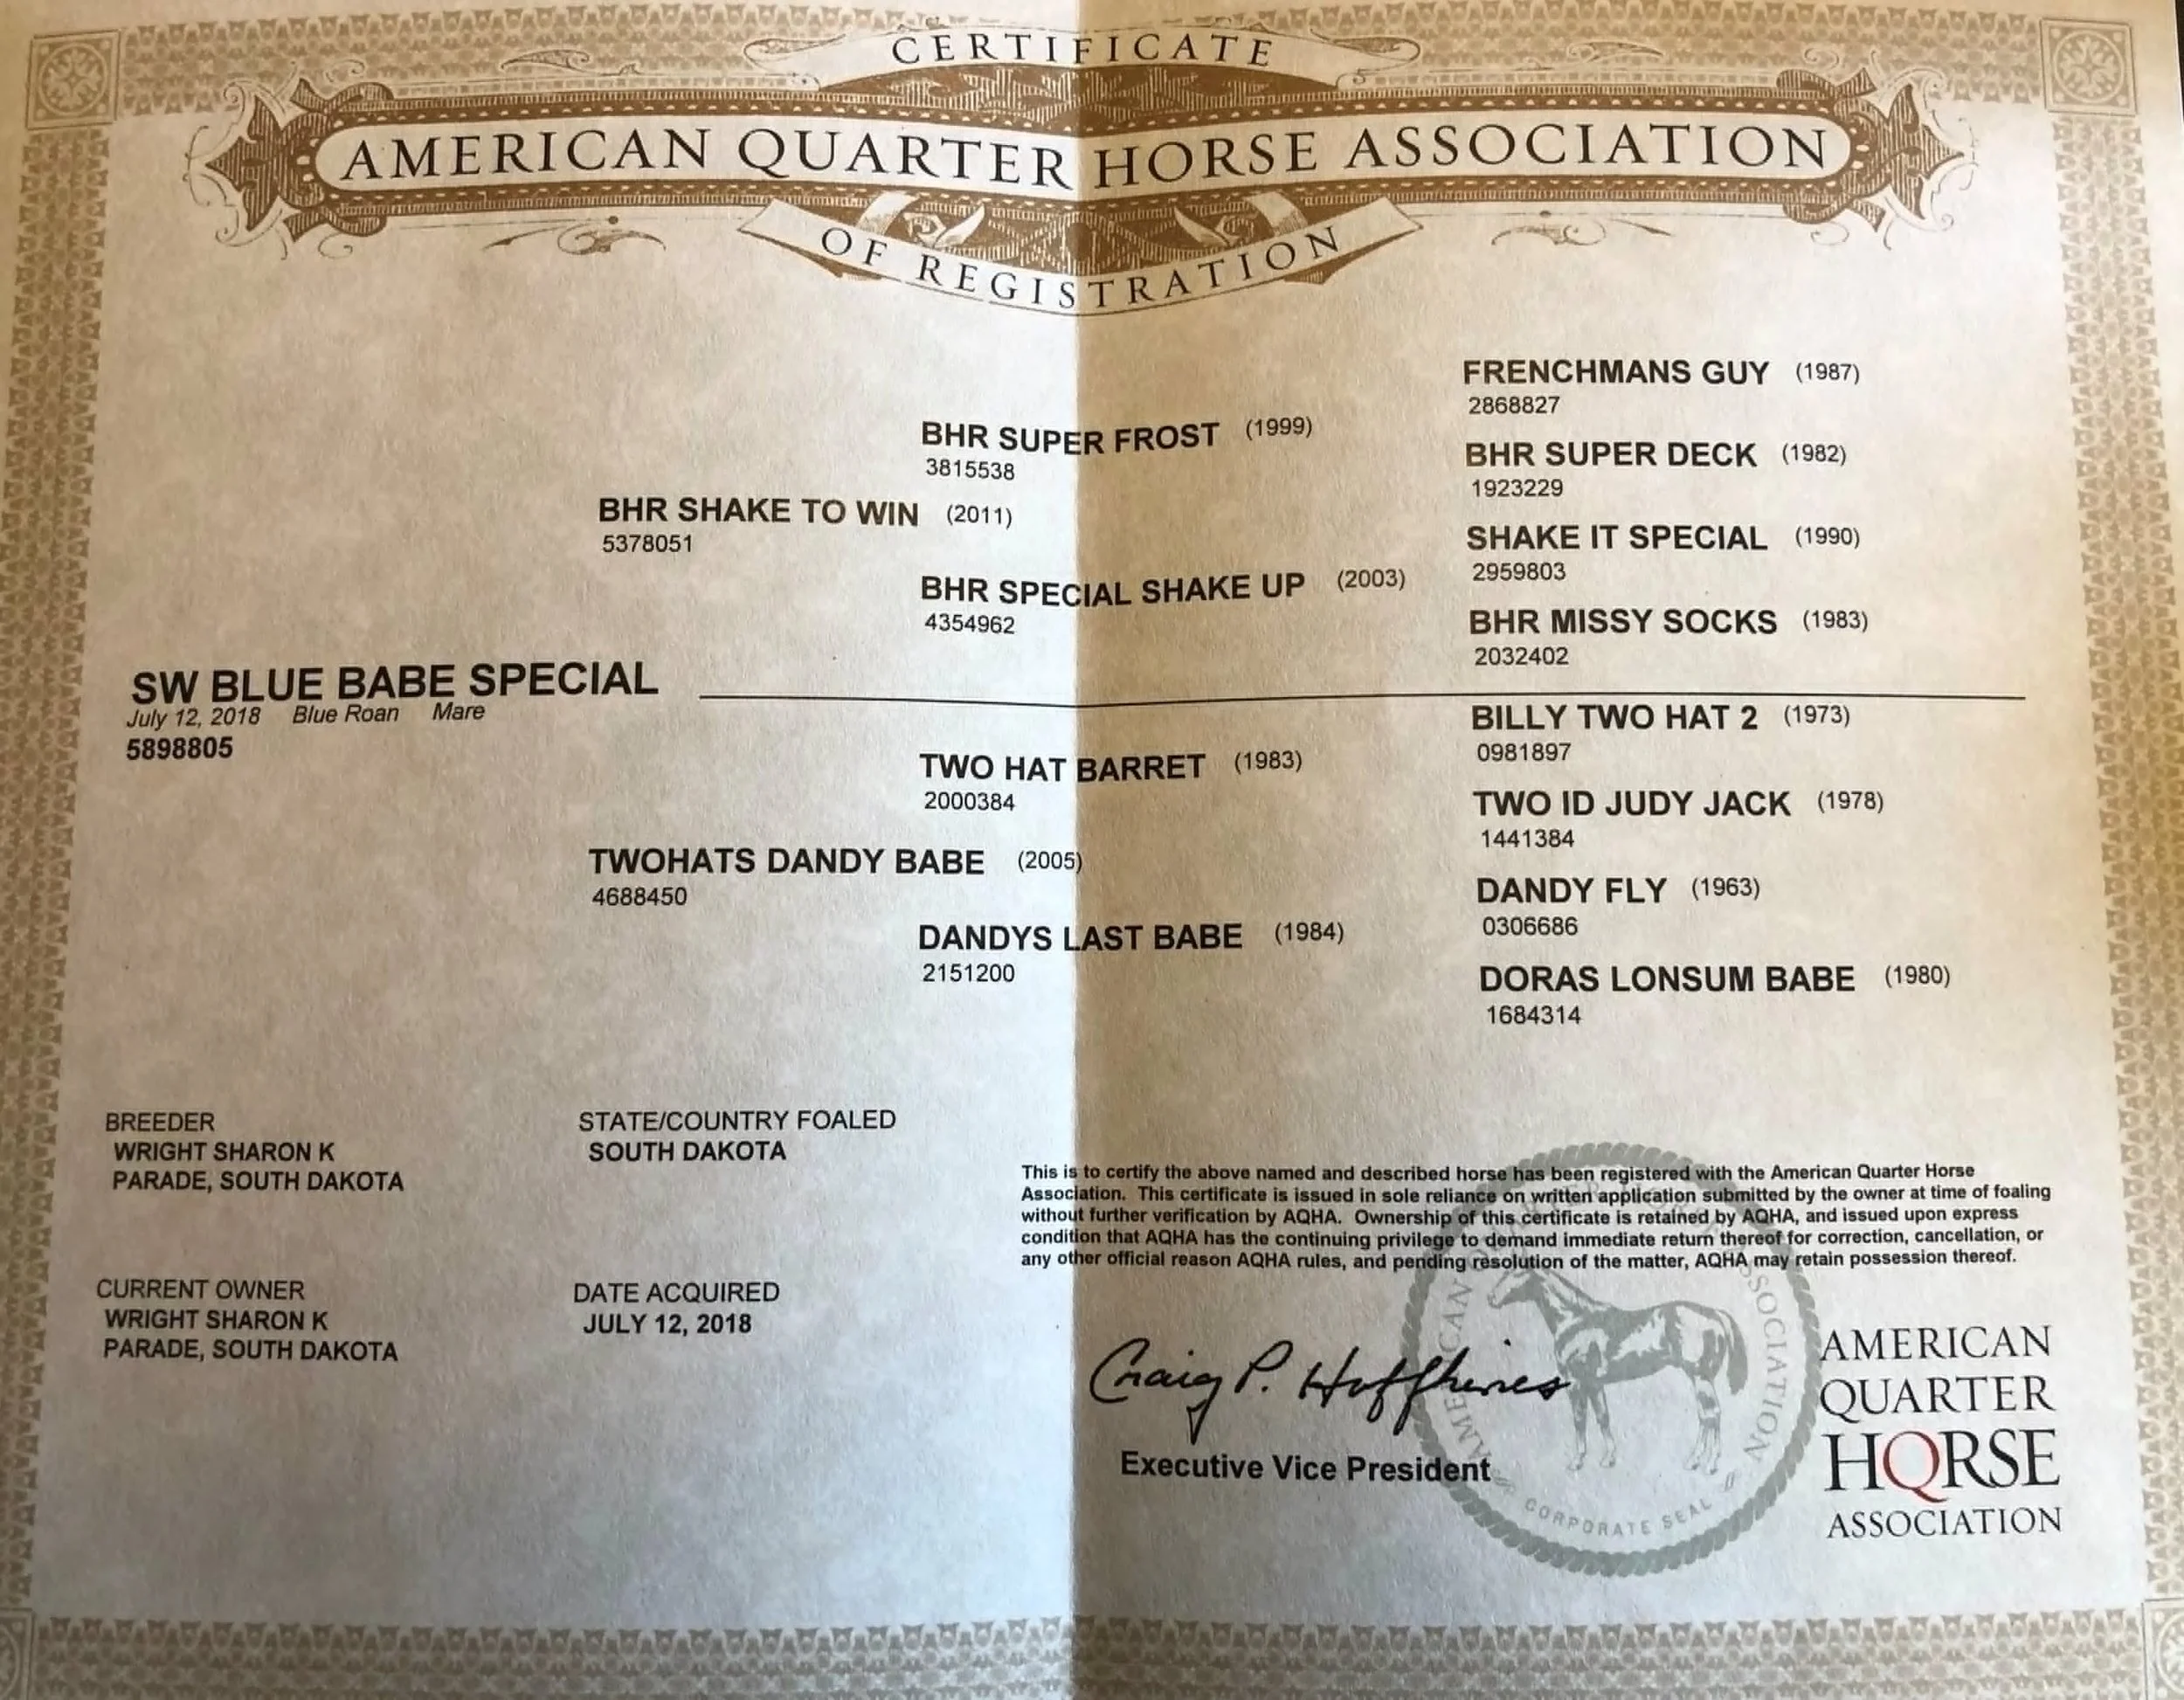 CERTIFICATE
AMERICAN QUARTER HORSE ASSOCIATION
OF REGISTRATION
FRENCHMANS GUY (1987)
2868827
BHR SUPER FROST (1999)
3815538
BHR SUPER DECK (1982)
1923229
BHR SHAKE TO WIN (2011)
5378051
SHAKE IT SPECIAL (1990)
2959803
BHR SPECIAL SHAKE UP (2003)
4354962
BHR MISSY SOCKS (1983)
2032402
SW BLUE BABE SPECIAL
July 12, 2018 Blue Roan Mare
5898805
BILLY TWO HAT 2 (1973)
0981897
TWO HAT BARRET (1983)
2000384
TWO ID JUDY JACK (1978)
1441384
TWOHATS DANDY BABE (2005)
4688450
DANDY FLY (1963)
0306686
DANDYS LAST BABE (1984)
2151200
DORAS LONSUM BABE (1980)
1684314
BREEDER
WRIGHT SHARON K
PARADE, SOUTH DAKOTA
STATE/COUNTRY FOALED
SOUTH DAKOTA
This is to certify the above named and described horse has been registered with the American Quarter Horse
Association. This certificate is issued in sole reliance on written application submitted by the owner at time of foaling
without further verification by AQHA. Ownership of this certificate is retained by AQHA, and issued upon express
condition that AQHA has the continuing privilege to demand immediate return thereof for correction, cancellation, or
any other official reason AQHA rules, and pending resolution of the matter, AQHA may retain possession thereof.
CURRENT OWNER
WRIGHT SHARON K
PARADE, SOUTH DAKOTA
DATE ACQUIRED
JULY 12, 2018
Craig P. Huffhines
Executive Vice President
AMERICAN QUARTER HORSE ASSOCIATION
CORPORATE SEAL
AMERICAN
QUARTER
HORSE
ASSOCIATION